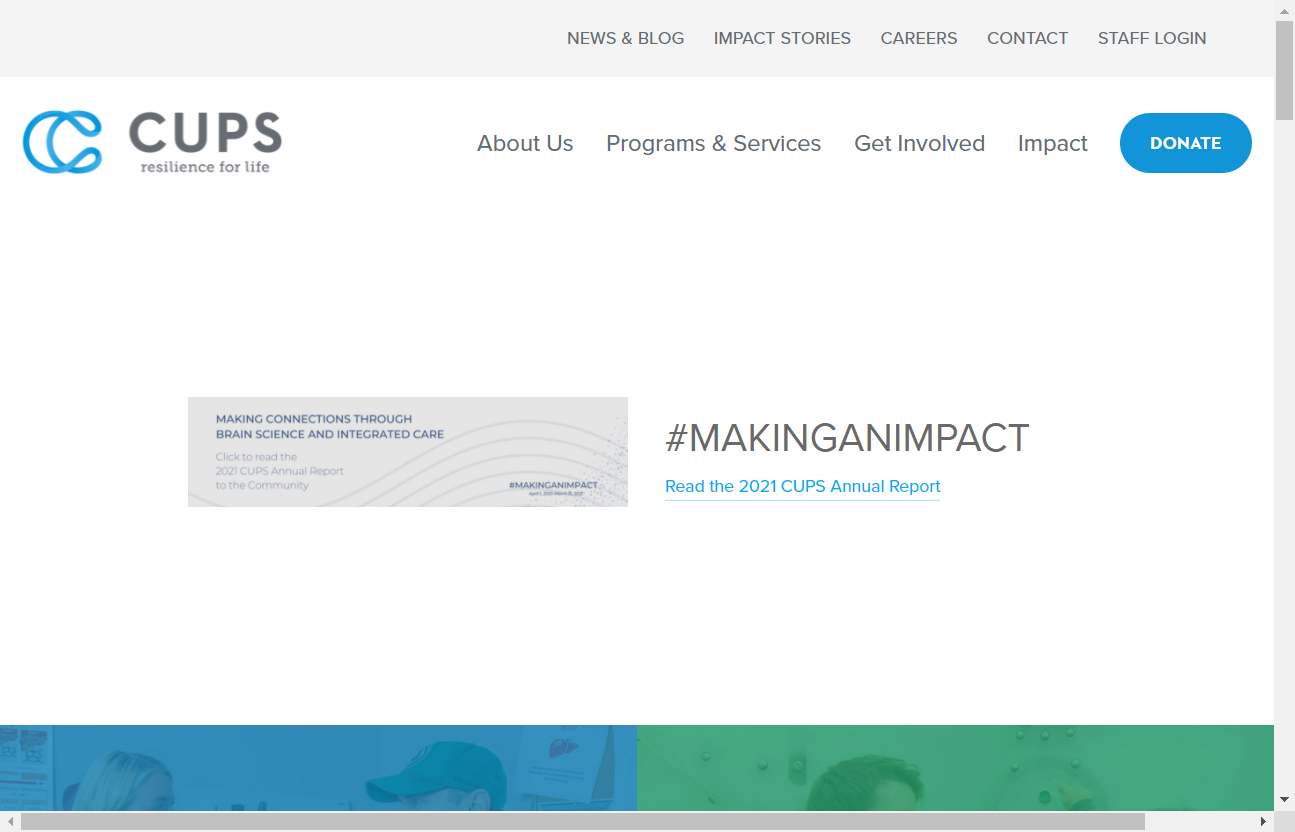 NEWS & BLOG IMPACT STORIES CAREERS CONTACT STAFF LOGIN
CUPS
resilience for life
About Us Programs & Services Get Involved Impact DONATE
MAKING CONNECTIONS THROUGH
BRAIN SCIENCE AND INTEGRATED CARE
Click to read the
2021 CUPS Annual Report
to the Community
#MAKINGANIMPACT
#MAKINGANIMPACT
Read the 2021 CUPS Annual Report